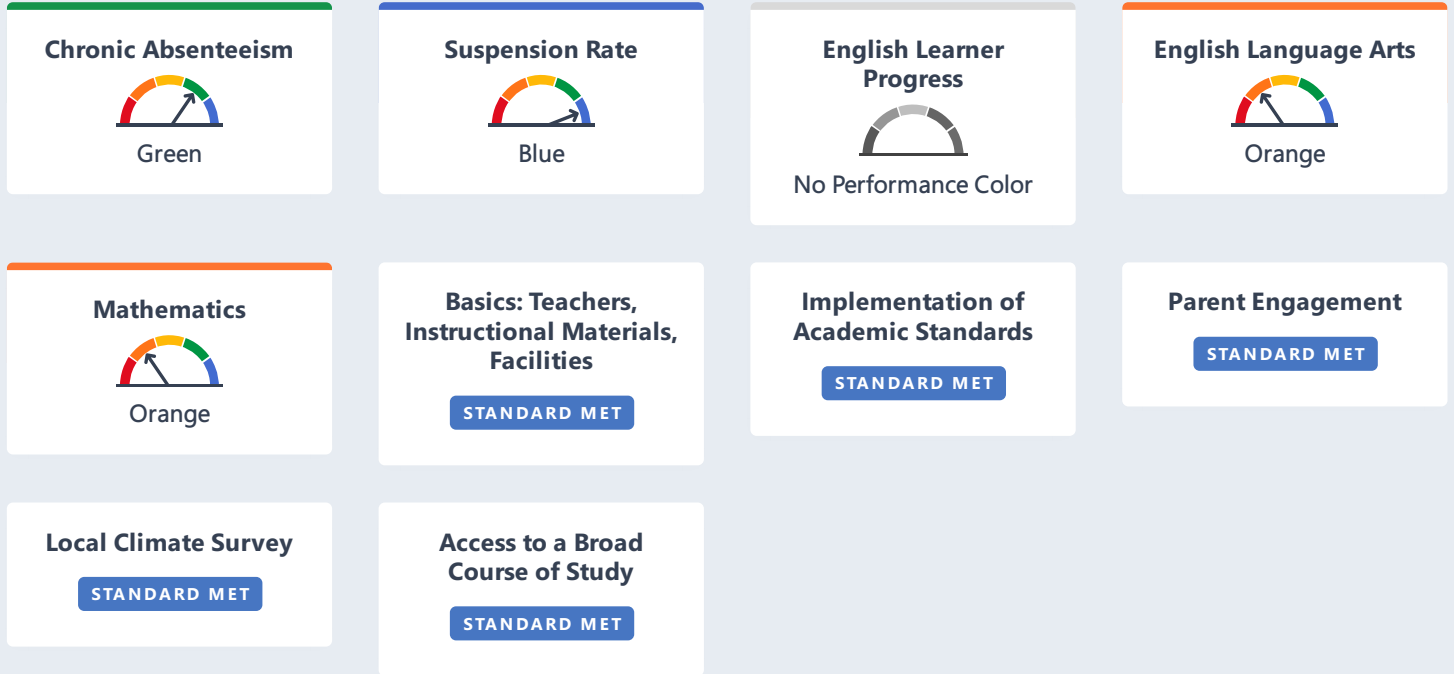 Chronic Absenteeism
Green
Suspension Rate
Blue
English Learner
Progress
No Performance Color
English Language Arts
Orange
Mathematics
Orange
Basics: Teachers,
Instructional Materials,
Facilities
STANDARD MET
Implementation of
Academic Standards
STANDARD MET
Parent Engagement
STANDARD MET
Local Climate Survey
STANDARD MET
Access to a Broad
Course of Study
STANDARD MET